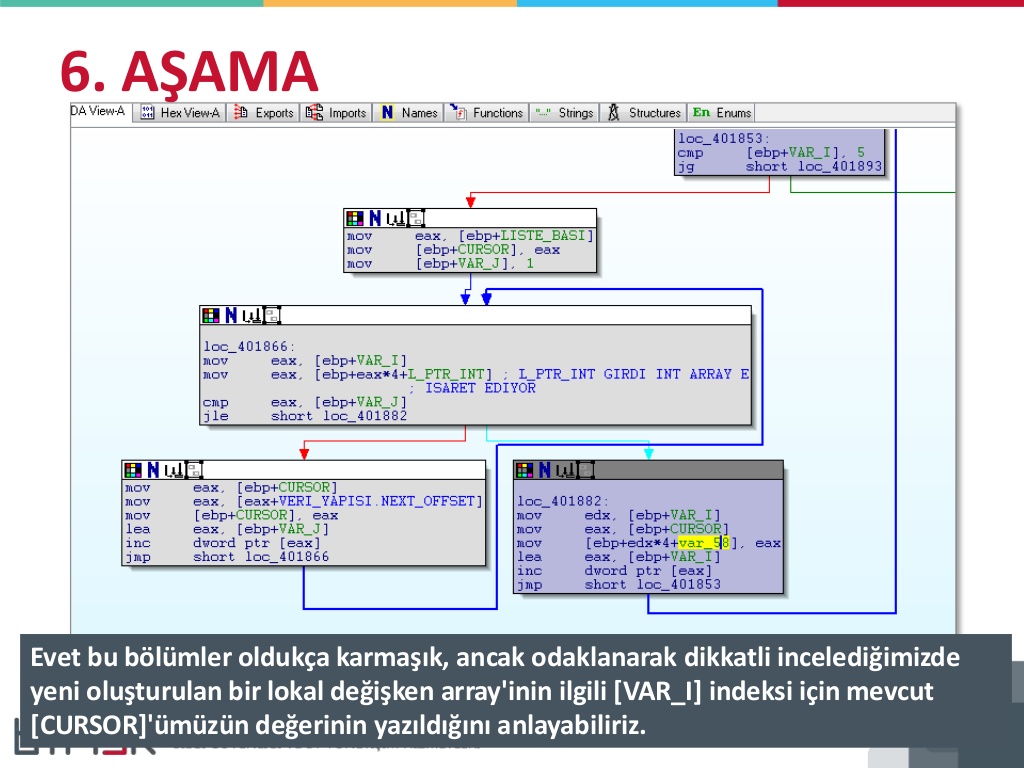 6. AŞAMA
DA View-A Hex View-A Exports Imports N Names Functions Strings Structures En Enums
loc_401853:
cmp [ebp+VAR_I], 5
jg short loc_401893
mov eax, [ebp+LISTE_BASI]
mov [ebp+CURSOR], eax
mov [ebp+VAR_J], 1
loc_401866:
mov eax, [ebp+VAR_I]
mov eax, [ebp+eax*4+L_PTR_INT] ; L_PTR_INT GIRDI INT ARRAY E
; ISARET EDIYOR
cmp eax, [ebp+VAR_J]
jle short loc_401882
mov eax, [ebp+CURSOR]
mov eax, [eax+VERI_YAPISI.NEXT_OFFSET]
mov [ebp+CURSOR], eax
lea eax, [ebp+VAR_J]
inc dword ptr [eax]
jmp short loc_401866
loc_401882:
mov edx, [ebp+VAR_I]
mov eax, [ebp+CURSOR]
mov [ebp+edx*4+var_58], eax
lea eax, [ebp+VAR_I]
inc dword ptr [eax]
jmp short loc_401853
Evet bu bölümler oldukça karmaşık, ancak odaklanarak dikkatli incelediğimizde
yeni oluşturulan bir lokal değişken array'inin ilgili [VAR_I] indeksi için mevcut
[CURSOR]'ümüzün değerinin yazıldığını anlayabiliriz.